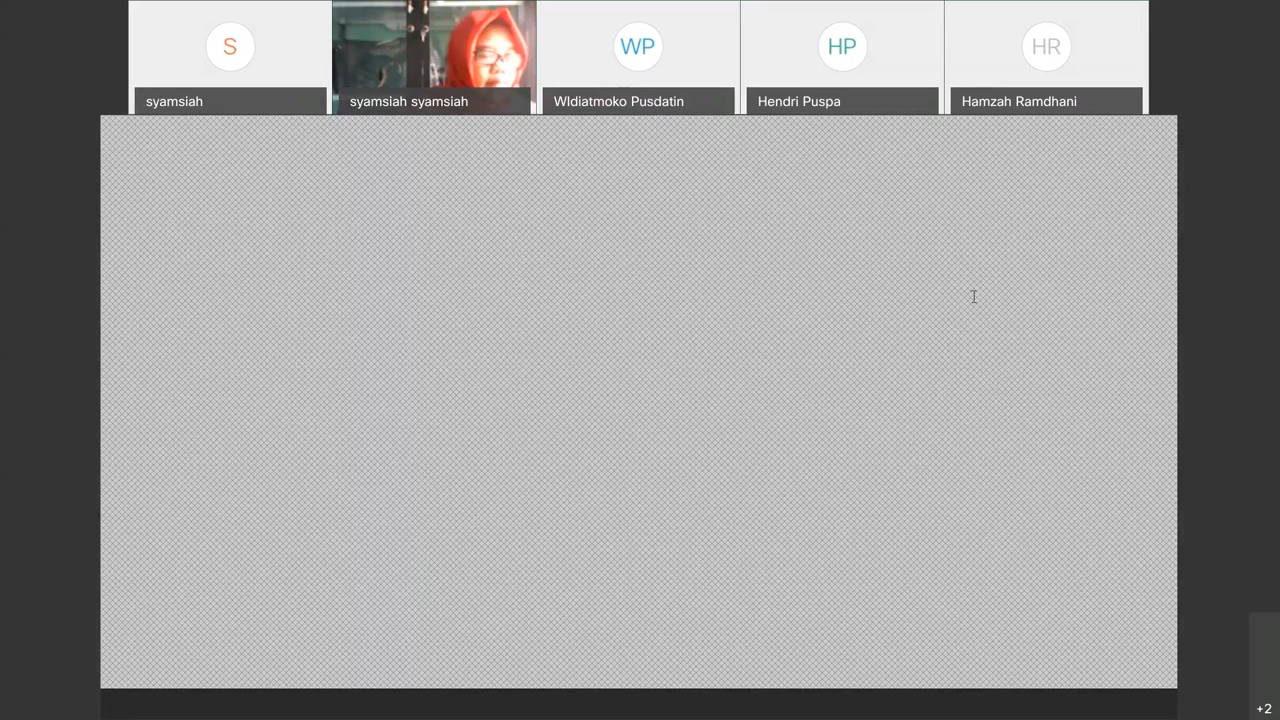 S
WP
HP
HR
syamsiah
syamsiah syamsiah
WIdiatmoko Pusdatin
Hendri Puspa
Hamzah Ramdhani
+2